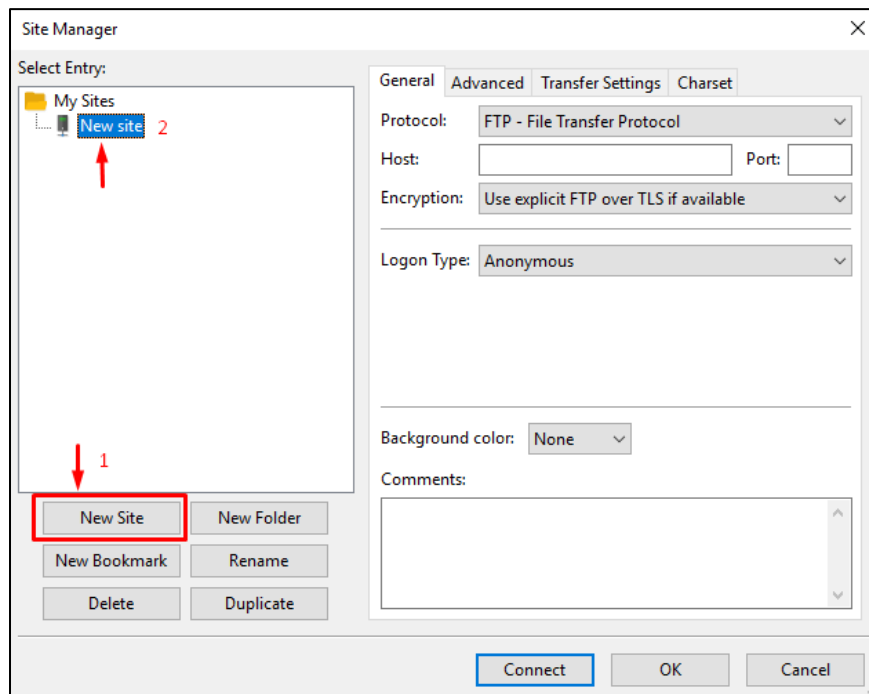 Site Manager
Select Entry:
My Sites
New site 2
1
New Site New Folder
New Bookmark Rename
Delete Duplicate
General Advanced Transfer Settings Charset
Protocol: FTP - File Transfer Protocol
Host: Port:
Encryption: Use explicit FTP over TLS if available
Logon Type: Anonymous
Background color: None
Comments:
Connect OK Cancel